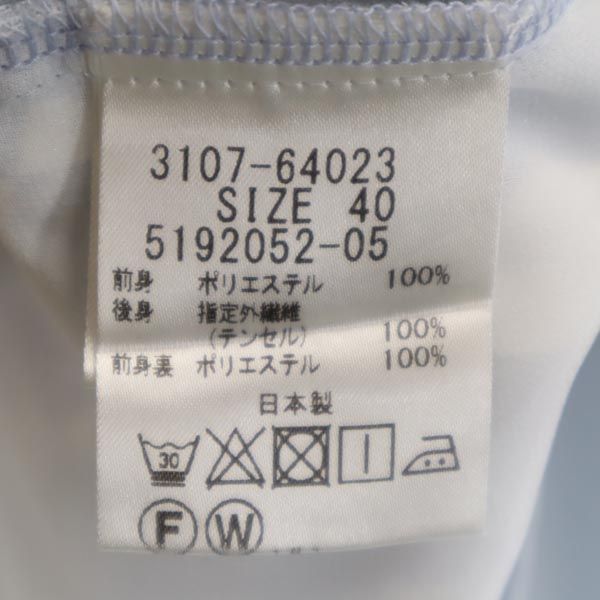 3107-64023
SIZE 40
5192052-05
前身 ポリエステル 100%
後身 指定外繊維
(テンセル) 100%
前身裏 ポリエステル 100%
日本製
30
F W